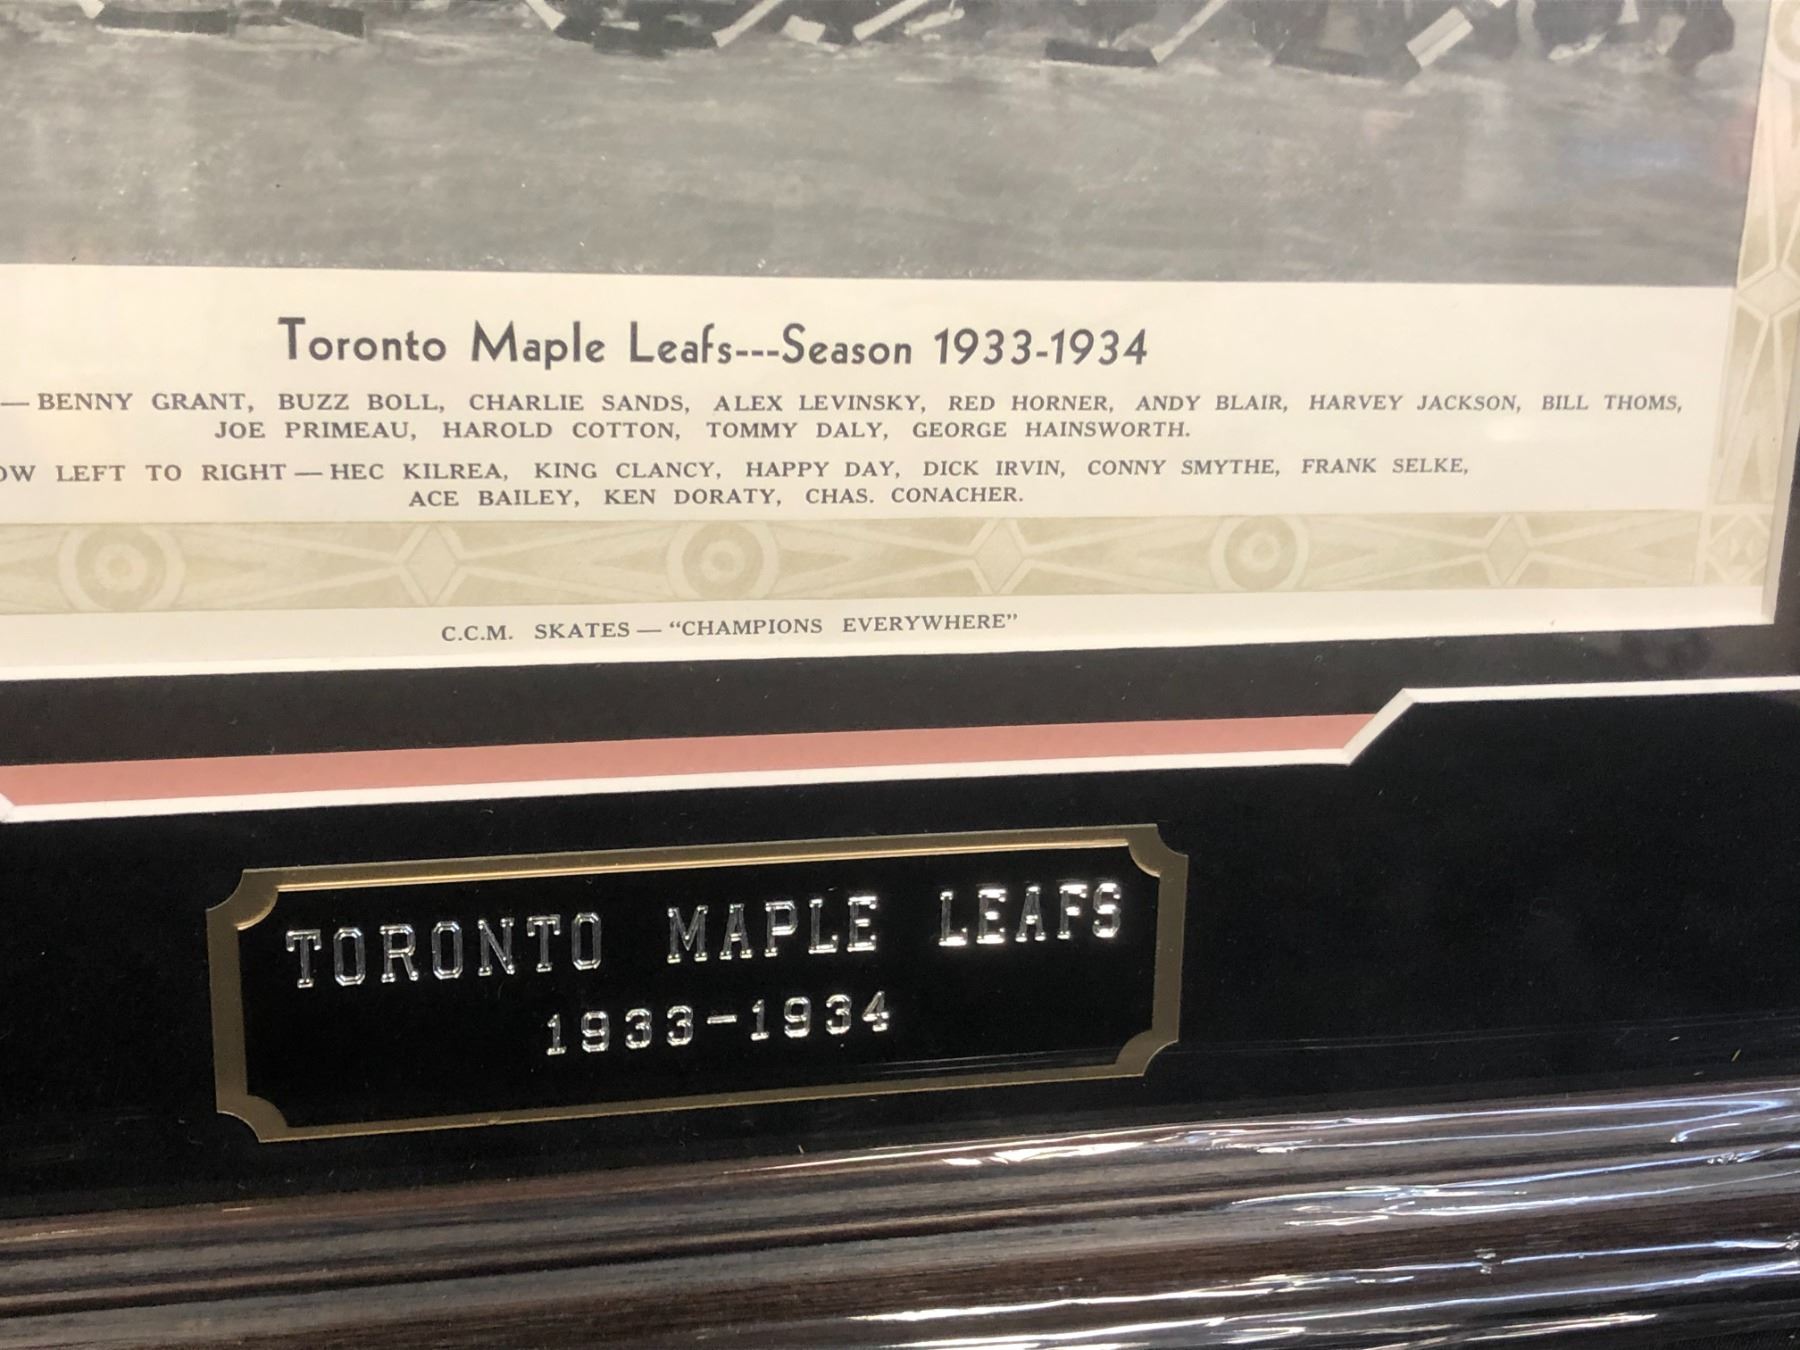 Toronto Maple Leafs---Season 1933-1934
— BENNY GRANT, BUZZ BOLL, CHARLIE SANDS, ALEX LEVINSKY, RED HORNER, ANDY BLAIR, HARVEY JACKSON, BILL THOMS,
JOE PRIMEAU, HAROLD COTTON, TOMMY DALY, GEORGE HAINSWORTH.
OW LEFT TO RIGHT — HEC KILREA, KING CLANCY, HAPPY DAY, DICK IRVIN, CONNY SMYTHE, FRANK SELKE,
ACE BAILEY, KEN DORATY, CHAS. CONACHER.
C.C.M. SKATES — “CHAMPIONS EVERYWHERE”
TORONTO MAPLE LEAFS
1933-1934